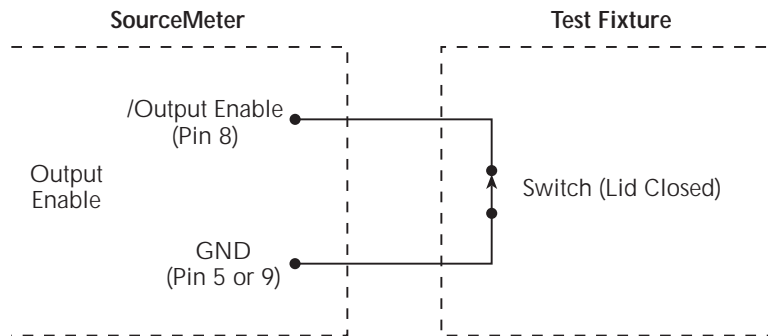 SourceMeter
Test Fixture
/Output Enable
(Pin 8)
Output
Enable
Switch (Lid Closed)
GND
(Pin 5 or 9)